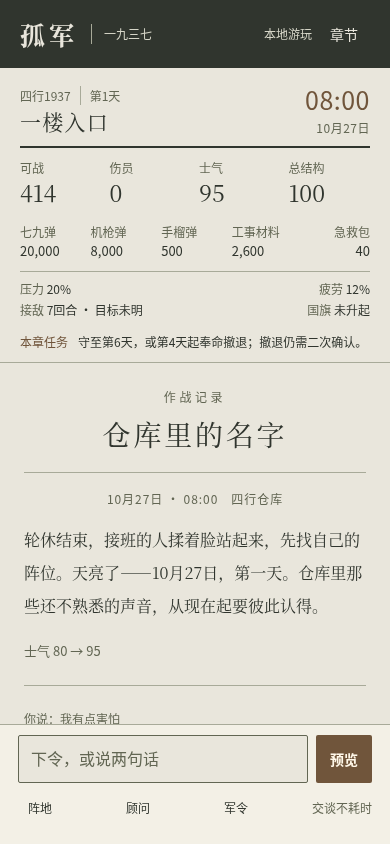 孤军 一九三七 本地游玩 章节
四行1937 第1天 08:00
一楼入口 10月27日
可战 伤员 士气 总结构
414 0 95 100
七九弹 机枪弹 手榴弹 工事材料 急救包
20,000 8,000 500 2,600 40
压力 20% 疲劳 12%
接敌 7回合 · 目标未明 国旗 未升起
本章任务 守至第6天，或第4天起奉命撤退；撤退仍需二次确认。
作战记录
仓库里的名字
10月27日 · 08:00 四行仓库
轮休结束，接班的人揉着脸站起来，先找自己的
阵位。天亮了——10月27日，第一天。仓库里那
些还不熟悉的声音，从现在起要彼此认得。
士气 80 → 95
你说：我有点害怕
下令，或说两句话 预览
阵地 顾问 军令 交谈不耗时